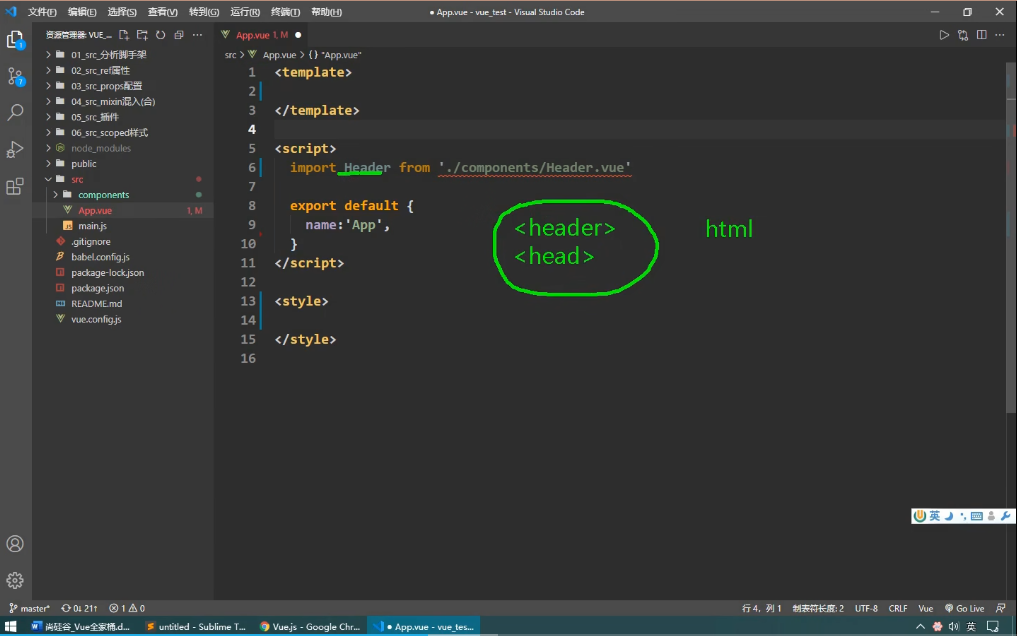 文件(F) 编辑(E) 选择(S) 查看(V) 转到(G) 运行(R) 终端(T) 帮助(H) ● App.vue - vue_test - Visual Studio Code
资源管理器: VUE_...
01_src_分析脚手架
02_src_ref属性
03_src_props配置
04_src_mixin混入(合)
05_src_插件
06_src_scoped样式
node_modules
public
src
components
App.vue 1, M
main.js
.gitignore
babel.config.js
package-lock.json
package.json
README.md
vue.config.js
1
7
App.vue 1, M ●
src > App.vue > {} "App.vue"
1 <template>
2
3 </template>
4
5 <script>
6 import Header from './components/Header.vue'
7
8 export default {
9 name:'App',
10 }
11 </script>
12
13 <style>
14
15 </style>
16
<header>
<head>
html
英
master* 0↓ 21↑ 1 0 行 4，列 1 制表符长度: 2 UTF-8 CRLF Vue Go Live
尚硅谷_Vue全家桶.d... untitled - Sublime T... Vue.js - Google Chr... ● App.vue - vue_tes... 英